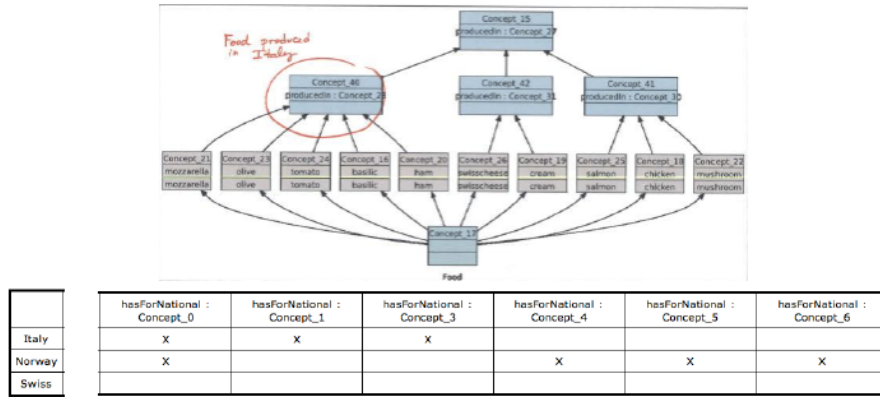 Concept_15
producedIn : Concept_27
Food produced
in Italy
Concept_40
producedIn : Concept_28
Concept_42
producedIn : Concept_31
Concept_41
producedIn : Concept_30
Concept_21 Concept_23 Concept_24 Concept_16 Concept_20 Concept_26 Concept_19 Concept_25 Concept_18 Concept_22
mozzarella olive tomato basilic ham swisscheese cream salmon chicken mushroom
mozzarella olive tomato basilic ham swisscheese cream salmon chicken mushroom
Concept_17
Food
hasForNational : hasForNational : hasForNational : hasForNational : hasForNational : hasForNational :
Concept_0 Concept_1 Concept_3 Concept_4 Concept_5 Concept_6
Italy X X X
Norway X X X X
Swiss